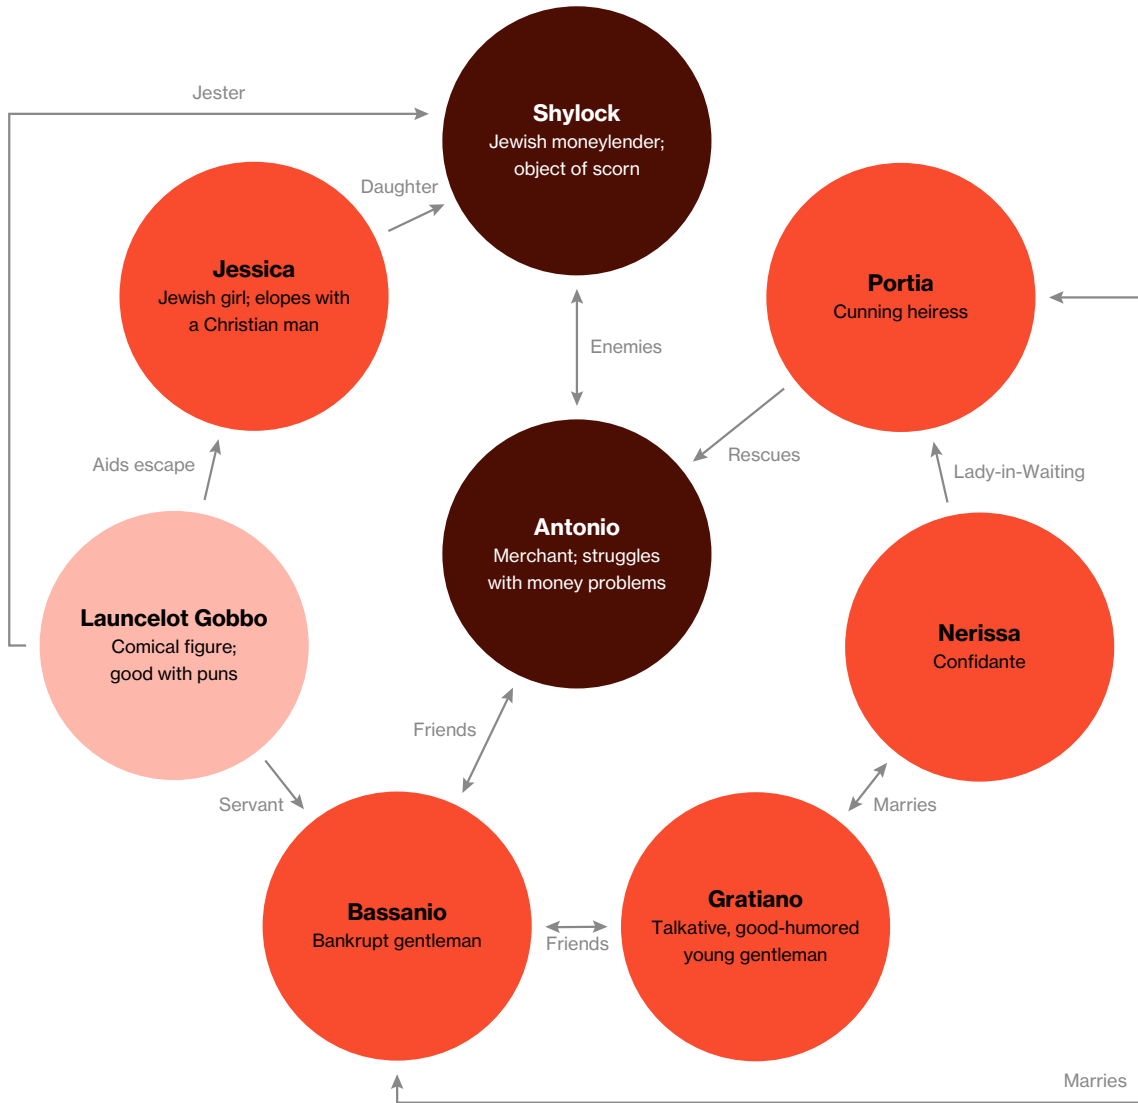 Jester
Shylock
Jewish moneylender;
object of scorn
Daughter
Jessica
Jewish girl; elopes with
a Christian man
Portia
Cunning heiress
Enemies
Aids escape
Rescues
Lady-in-Waiting
Antonio
Merchant; struggles
with money problems
Launcelot Gobbo
Comical figure;
good with puns
Nerissa
Confidante
Friends
Servant
Marries
Bassanio
Bankrupt gentleman
Friends
Gratiano
Talkative, good-humored
young gentleman
Marries